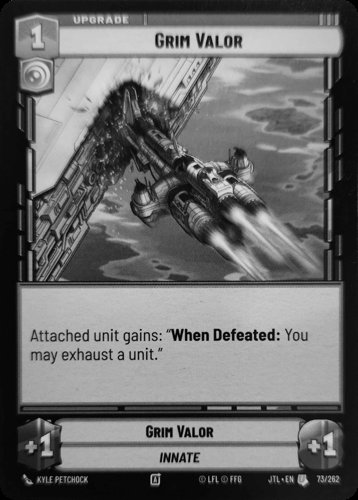 UPGRADE
1
GRIM VALOR
Attached unit gains: “When Defeated: You
may exhaust a unit.”
+1
GRIM VALOR
+1
INNATE
KYLE PETCHOCK
A
© LFL © FFG
JTL • EN
U
73/262